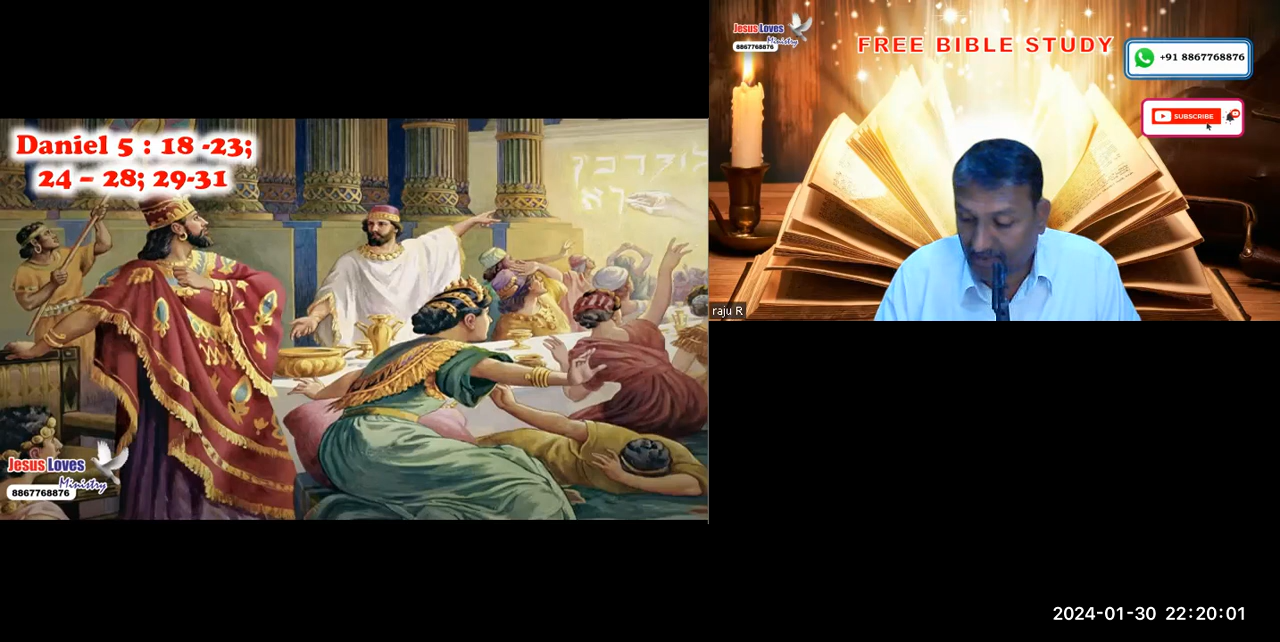 Daniel 5 : 18 -23;
24 – 28; 29-31
Jesus Loves
Ministry
8867768876
Jesus Loves
Ministry
8867768876
FREE BIBLE STUDY
+91 8867768876
SUBSCRIBE
raju R
2024-01-30 22:20:01